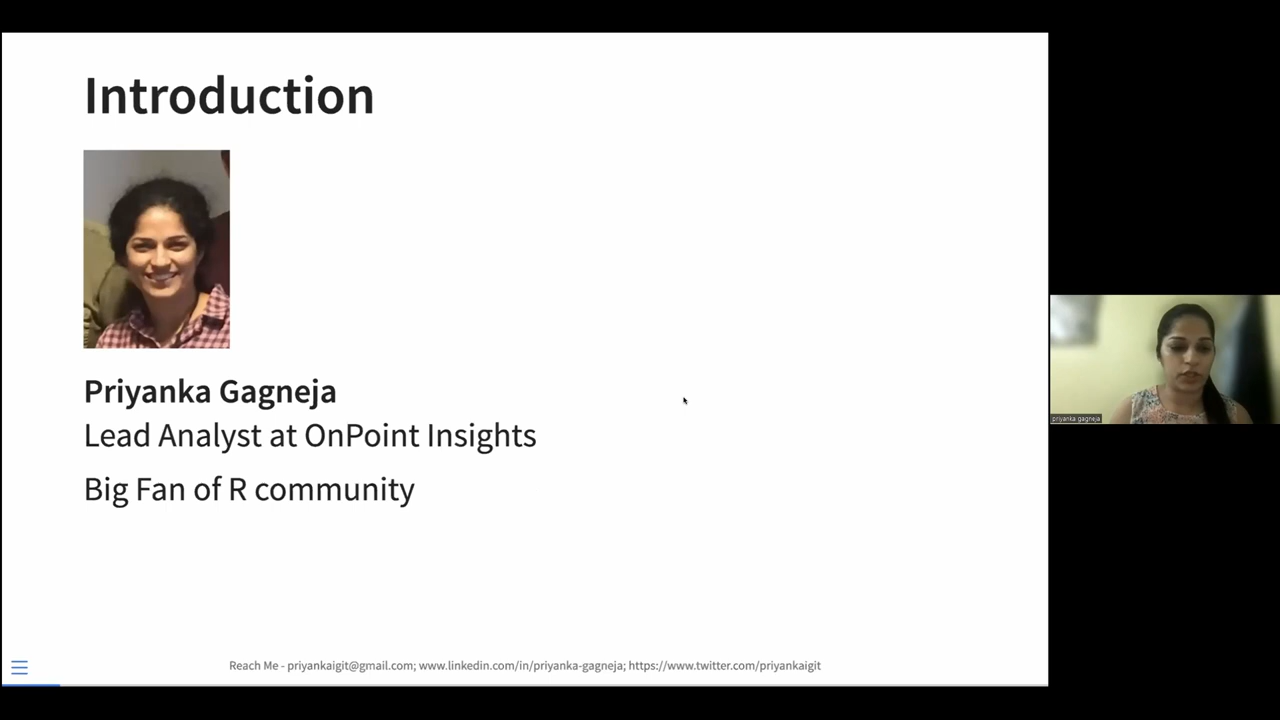 Introduction
Priyanka Gagneja
Lead Analyst at OnPoint Insights
Big Fan of R community
Reach Me - priyankaigit@gmail.com; www.linkedin.com/in/priyanka-gagneja; https://www.twitter.com/priyankaigit
priyanka gagneja